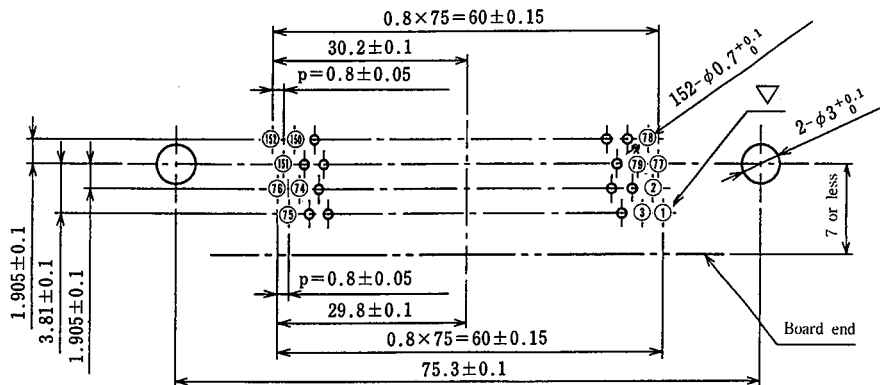 0.8×75=60±0.15
30.2±0.1
p=0.8±0.05
152-φ0.7+0.1 0
2-φ3+0.1 0
152 150 78
151 79 77
76 74 2
75 3 1
7 or less
1.905±0.1
3.81±0.1
1.905±0.1
p=0.8±0.05
29.8±0.1
0.8×75=60±0.15
Board end
75.3±0.1